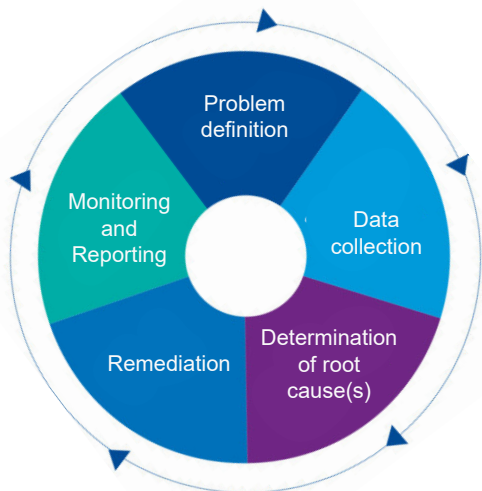 Problem
definition
Data
collection
Determination
of root
cause(s)
Remediation
Monitoring
and
Reporting